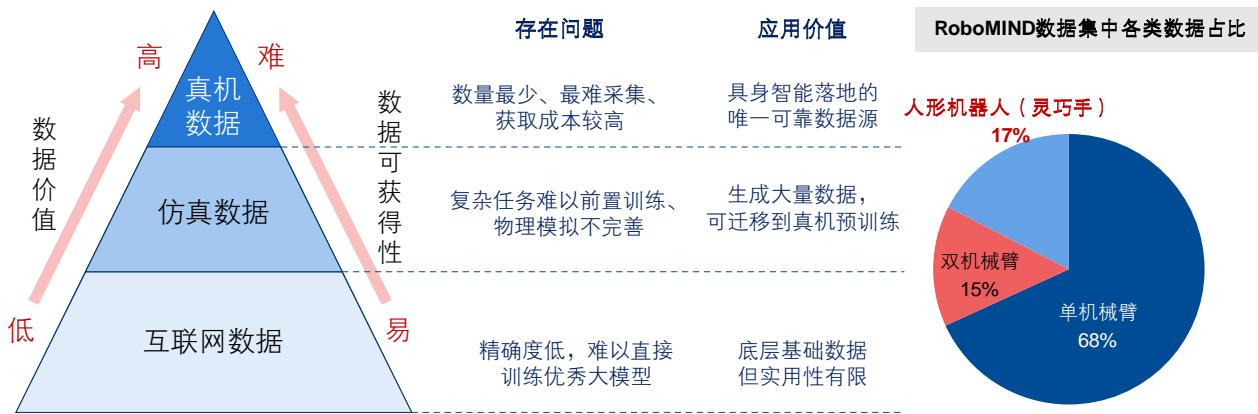 存在问题
应用价值
RoboMIND数据集中各类数据占比
高
难
真机
数据
数据价值
数据可获得性
数量最少、最难采集、
获取成本较高
具身智能落地的
唯一可靠数据源
人形机器人（灵巧手）
17%
仿真数据
复杂任务难以前置训练、
物理模拟不完善
生成大量数据，
可迁移到真机预训练
双机械臂
15%
单机械臂
68%
低
易
互联网数据
精确度低，难以直接
训练优秀大模型
底层基础数据
但实用性有限